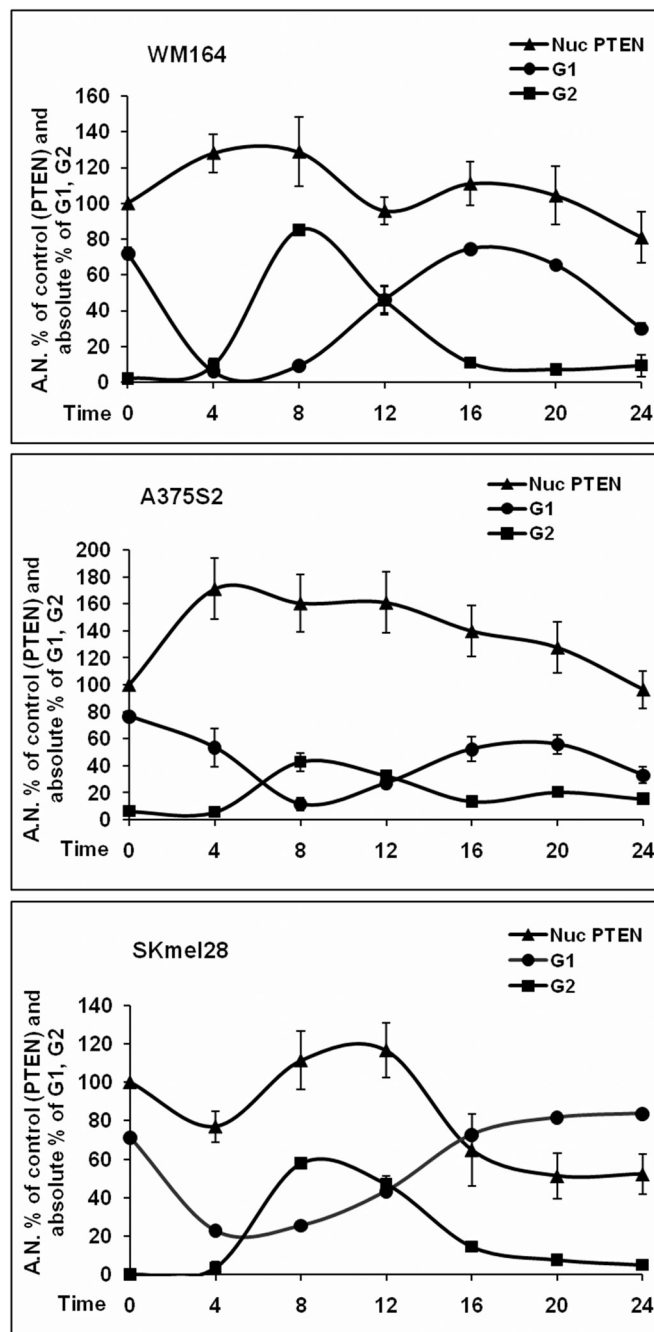 WM164
Nuc PTEN
G1
G2
A.N. % of control (PTEN) and
absolute % of G1, G2
160
140
120
100
80
60
40
20
0
Time
0 4 8 12 16 20 24
A375S2
Nuc PTEN
G1
G2
A.N. % of control (PTEN) and
absolute % of G1, G2
200
180
160
140
120
100
80
60
40
20
0
Time
0 4 8 12 16 20 24
SKmel28
Nuc PTEN
G1
G2
A.N. % of control (PTEN) and
absolute % of G1, G2
140
120
100
80
60
40
20
0
Time
0 4 8 12 16 20 24